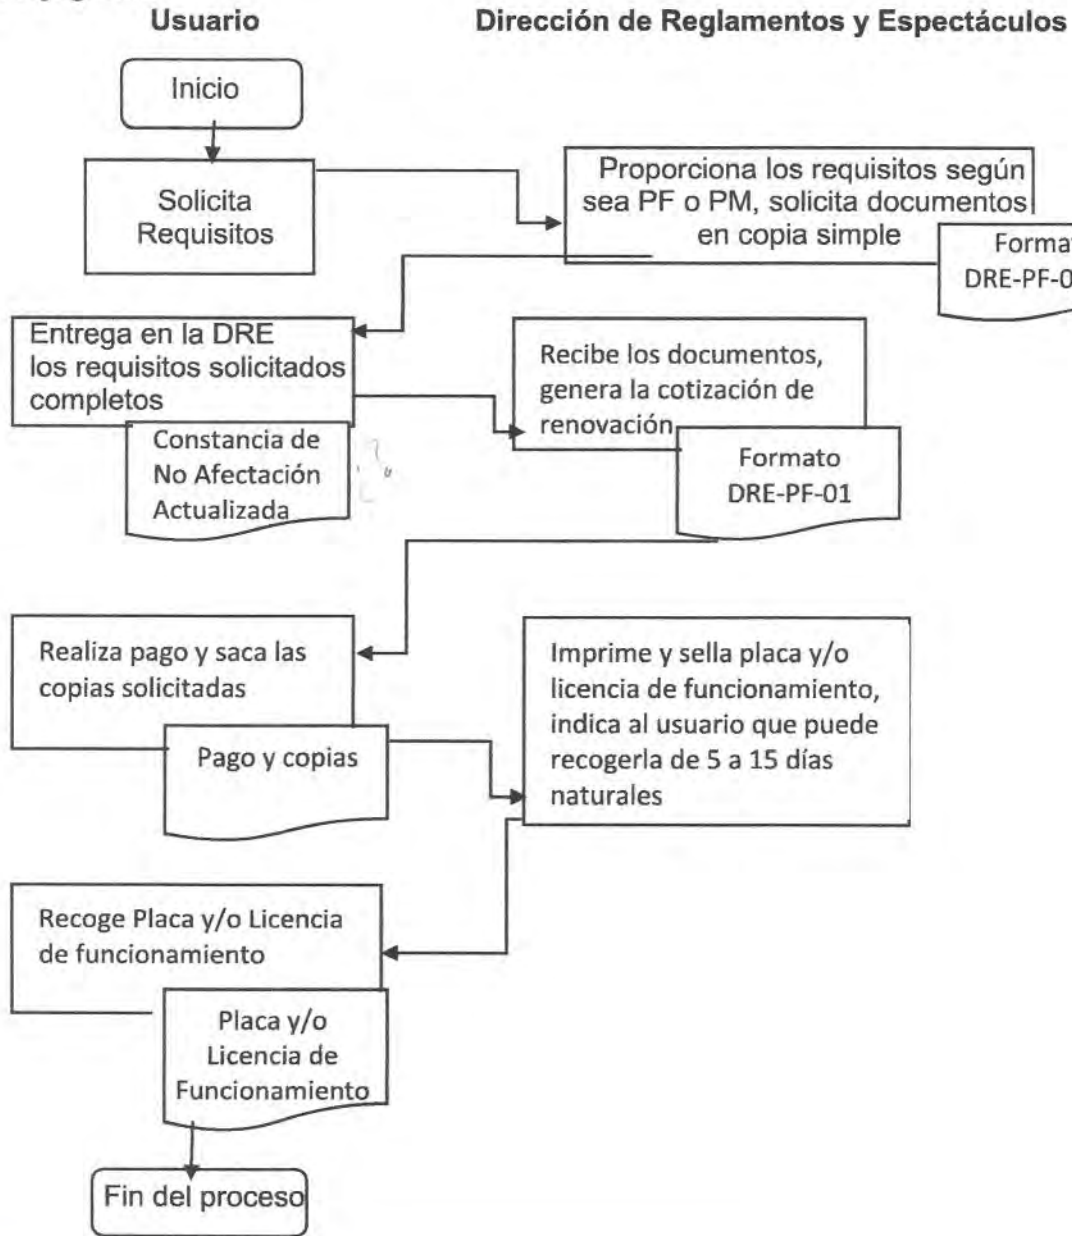 Usuario
Dirección de Reglamentos y Espectáculos
Inicio
Solicita
Requisitos
Proporciona los requisitos según
sea PF o PM, solicita documentos
en copia simple
DRE-PF-0
Entrega en la DRE
los requisitos solicitados
completos
Constancia de
No Afectación
Actualizada
Recibe los documentos,
genera la cotización de
renovación
Formato
DRE-PF-01
Realiza pago y saca las
copias solicitadas
Pago y copias
Imprime y sella placa y/o
licencia de funcionamiento,
indica al usuario que puede
recogerla de 5 a 15 días
naturales
Recoge Placa y/o Licencia
de funcionamiento
Placa y/o
Licencia de
Funcionamiento
Fin del proceso